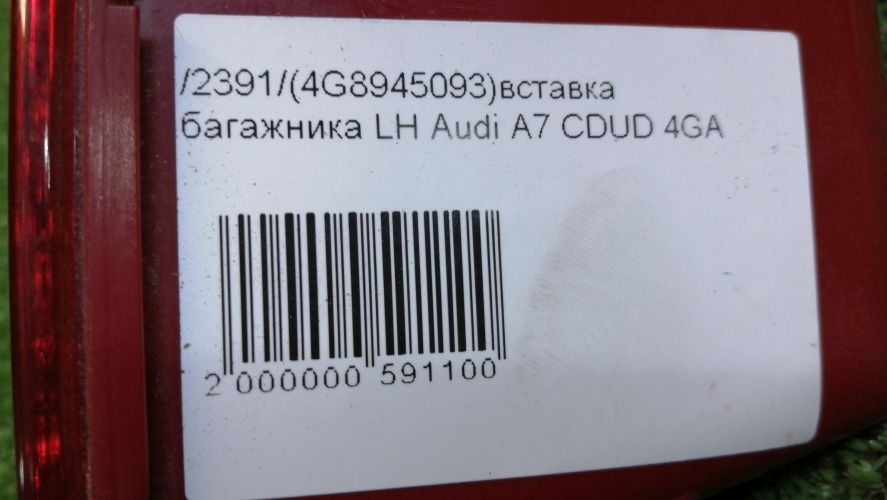 /2391/(4G8945093)вставка
багажника LH Audi A7 CDUD 4GA
2 000000 591100